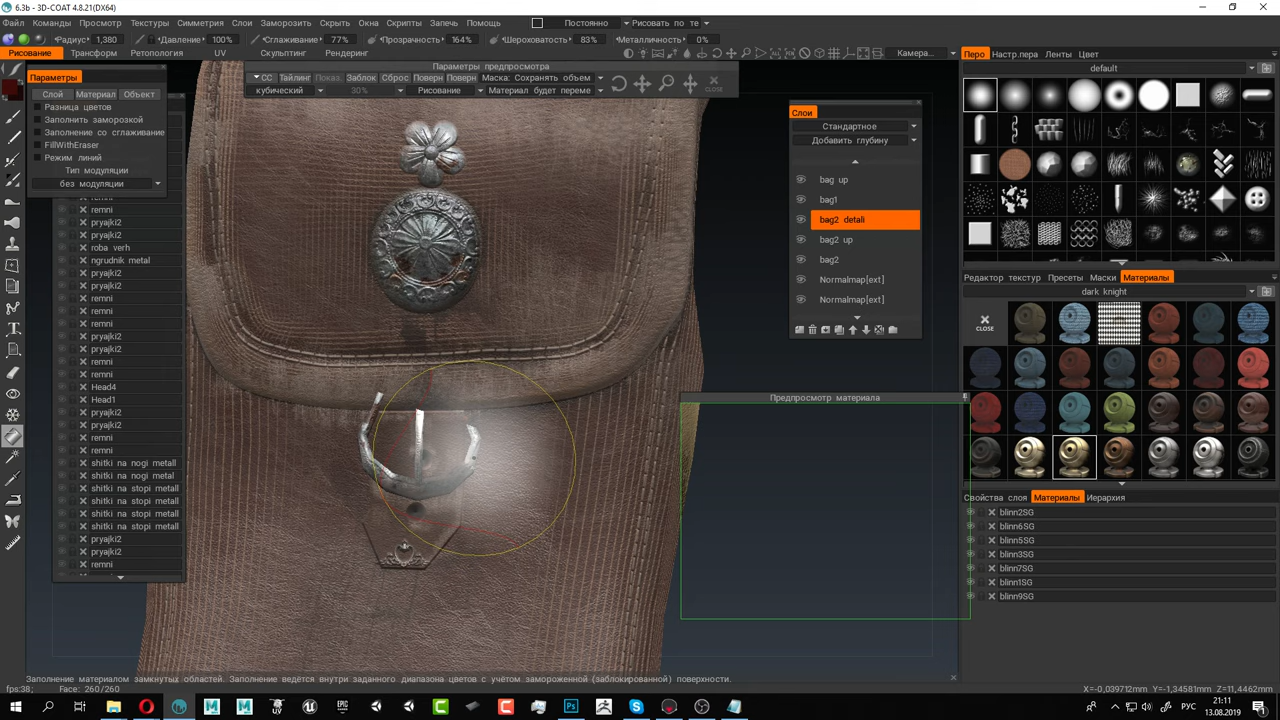 6.3b - 3D-COAT 4.8.21(DX64)
Файл Команды Просмотр Текстуры Симметрия Слои Заморозить Скрыть Окна Скрипты Запечь Помощь Постоянно Рисовать по те
Радиус 1,380 Давление 100% Сглаживание 77% Прозрачность 164% Шероховатость 83% Металличность 0%
Рисование Трансформ Ретопология UV Скульптинг Рендеринг Камера...
Параметры
Слой Материал Объект
Разница цветов
Заполнить заморозкой
Заполнение со сглаживание
FillWithEraser
Режим линий
Тип модуляции
без модуляции
remni
pryajki2
pryajki2
roba verh
ngrudnik metal
pryajki2
pryajki2
remni
remni
remni
pryajki2
pryajki2
remni
remni
Head4
Head1
pryajki2
pryajki2
remni
remni
shitki na nogi metall
shitki na nogi metal
shitki na stopi metall
shitki na stopi metall
shitki na stopi metall
shitki na stopi metall
pryajki2
pryajki2
remni
Параметры предпросмотра
СС Тайлинг Показ. Заблок Сброс Поверн Поверн Маска: Сохранять объем
кубический 30% Рисование Материал будет переме
CLOSE
Слои
Стандартное
Добавить глубину
bag up
bag1
bag2 detali
bag2 up
bag2
Normalmap[ext]
Normalmap[ext]
Предпросмотр материала
Перо Настр.пера Ленты Цвет
default
Редактор текстур Пресеты Маски Материалы
dark knight
CLOSE
Свойства слоя Материалы Иерархия
blinn2SG
blinn6SG
blinn5SG
blinn3SG
blinn7SG
blinn1SG
blinn9SG
Заполнение материалом замкнутых областей. Заполнение ведётся внутри заданного диапазона цветов с учётом замороженной (заблокированной) поверхности.
fps:38; Face: 260/260
X=-0,039712mm Y=-1,34581mm Z=11,4462mm
РУС
21:11
13.08.2019